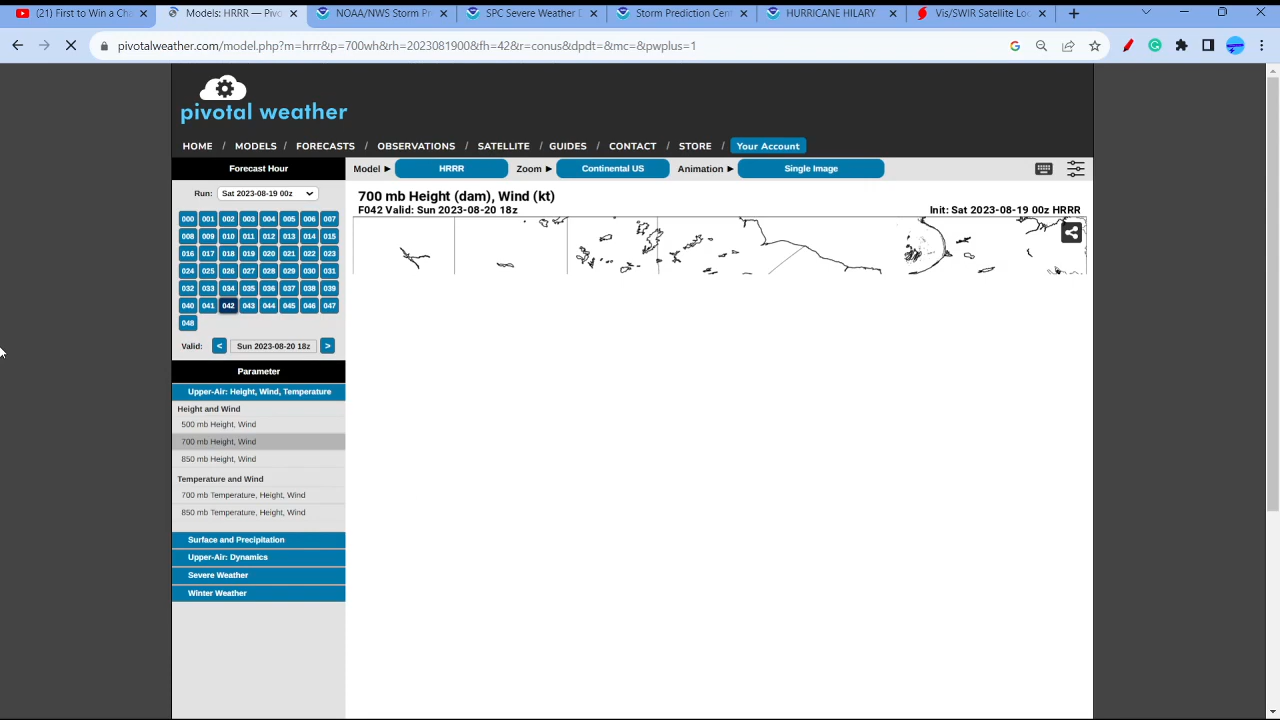 (21) First to Win a Ch
Models: HRRR — Pivo
NOAA/NWS Storm Pr
SPC Severe Weather D
Storm Prediction Cent
HURRICANE HILARY
Vis/SWIR Satellite Loo
pivotalweather.com/model.php?m=hrrr&p=700wh&rh=2023081900&fh=42&r=conus&dpdt=&mc=&pwplus=1
pivotal weather
HOME / MODELS / FORECASTS / OBSERVATIONS / SATELLITE / GUIDES / CONTACT / STORE / Your Account
Forecast Hour
Model ▶ HRRR Zoom ▶ Continental US Animation ▶ Single Image
Run: Sat 2023-08-19 00z
700 mb Height (dam), Wind (kt)
F042 Valid: Sun 2023-08-20 18z
Init: Sat 2023-08-19 00z HRRR
000 001 002 003 004 005 006 007
008 009 010 011 012 013 014 015
016 017 018 019 020 021 022 023
024 025 026 027 028 029 030 031
032 033 034 035 036 037 038 039
040 041 042 043 044 045 046 047
048
Valid: < Sun 2023-08-20 18z >
Parameter
Upper-Air: Height, Wind, Temperature
Height and Wind
500 mb Height, Wind
700 mb Height, Wind
850 mb Height, Wind
Temperature and Wind
700 mb Temperature, Height, Wind
850 mb Temperature, Height, Wind
Surface and Precipitation
Upper-Air: Dynamics
Severe Weather
Winter Weather